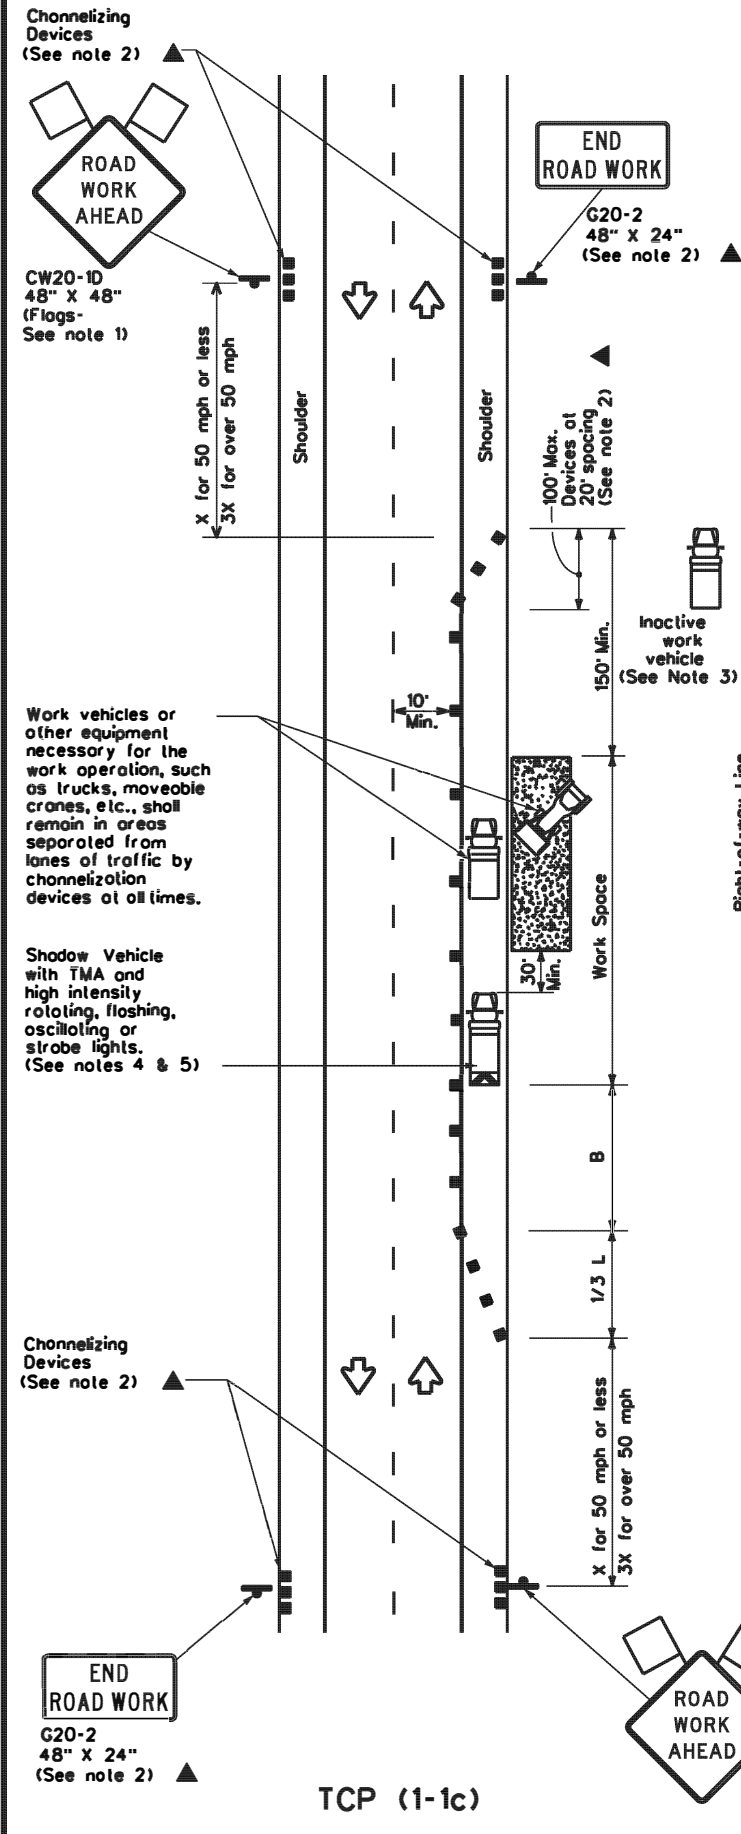 Channelizing
Devices
(See note 2)
ROAD
WORK
AHEAD
CW20-1D
48" X 48"
(Flags-
See note 1)
END
ROAD WORK
G20-2
48" X 24"
(See note 2)
X for 50 mph or less
3X for over 50 mph
Shoulder
Shoulder
100' Max.
Devices at
20' spacing
(See note 2)
150' Min.
Inactive
work
vehicle
(See Note 3)
10'
Min.
Work vehicles or
other equipment
necessary for the
work operation, such
as trucks, moveable
cranes, etc., shall
remain in areas
separated from
lanes of traffic by
channelization
devices at all times.
Work Space
30'
Min.
Shadow Vehicle
with TMA and
high intensity
rotating, flashing,
oscillating or
strobe lights.
(See notes 4 & 5)
B
1/3 L
Channelizing
Devices
(See note 2)
X for 50 mph or less
3X for over 50 mph
END
ROAD WORK
G20-2
48" X 24"
(See note 2)
ROAD
WORK
AHEAD
TCP (1-1c)